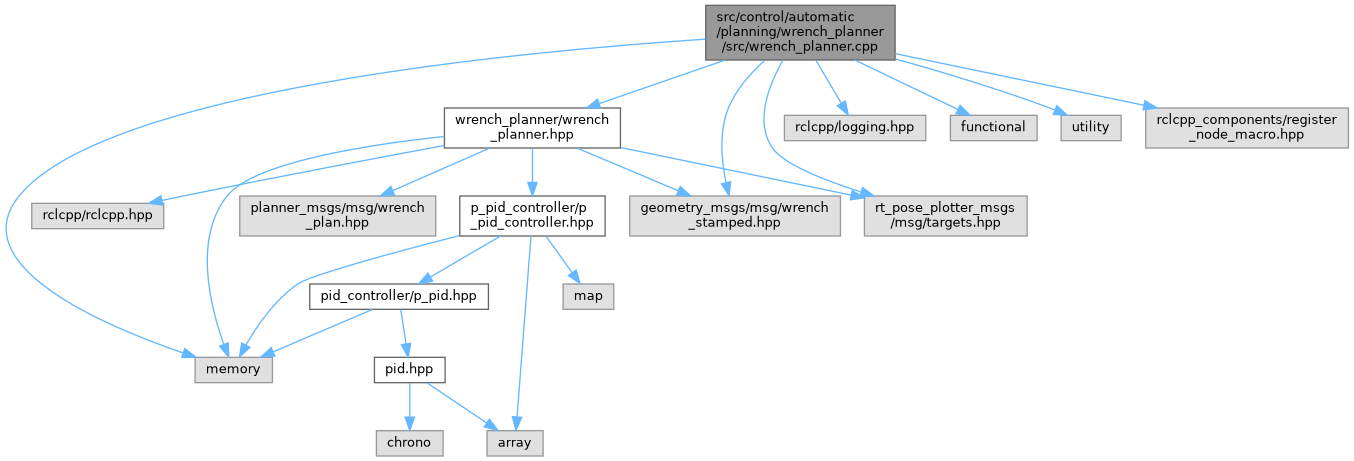 src/control/automatic
/planning/wrench_planner
/src/wrench_planner.cpp
wrench_planner/wrench
_planner.hpp
rclcpp/logging.hpp
functional
utility
rclcpp_components/register
_node_macro.hpp
rclcpp/rclcpp.hpp
planner_msgs/msg/wrench
_plan.hpp
p_pid_controller/p
_pid_controller.hpp
geometry_msgs/msg/wrench
_stamped.hpp
rt_pose_plotter_msgs
/msg/targets.hpp
pid_controller/p_pid.hpp
map
memory
pid.hpp
chrono
array